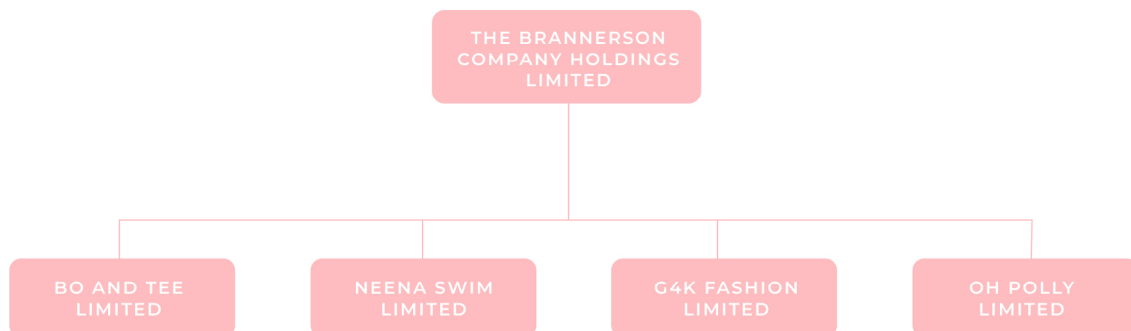 THE BRANNERSON
COMPANY HOLDINGS
LIMITED
BO AND TEE
LIMITED
NEENA SWIM
LIMITED
G4K FASHION
LIMITED
OH POLLY
LIMITED